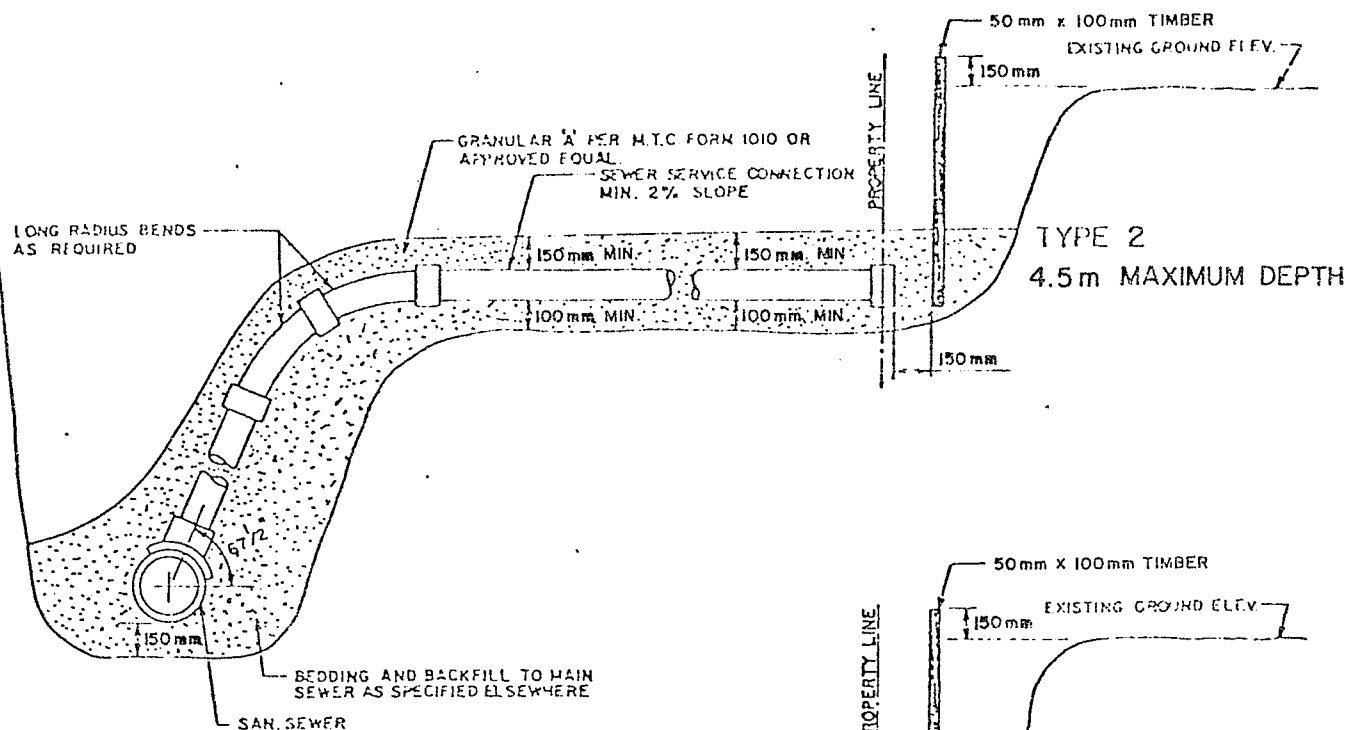 50mm x 100mm TIMBER
EXISTING GROUND ELEV.
150mm
PROPERTY LINE
GRANULAR 'A' PER M.T.C FORM 1010 OR
APPROVED EQUAL.
SEWER SERVICE CONNECTION
MIN. 2% SLOPE
LONG RADIUS BENDS
AS REQUIRED
150mm MIN.
150mm MIN.
TYPE 2
4.5m MAXIMUM DEPTH
100mm MIN.
100mm MIN.
150mm
67 1/2°
150mm
BEDDING AND BACKFILL TO MAIN
SEWER AS SPECIFIED ELSEWHERE
SAN. SEWER
50mm X 100mm TIMBER
EXISTING GROUND ELEV.
150mm
ROPERTY LINE